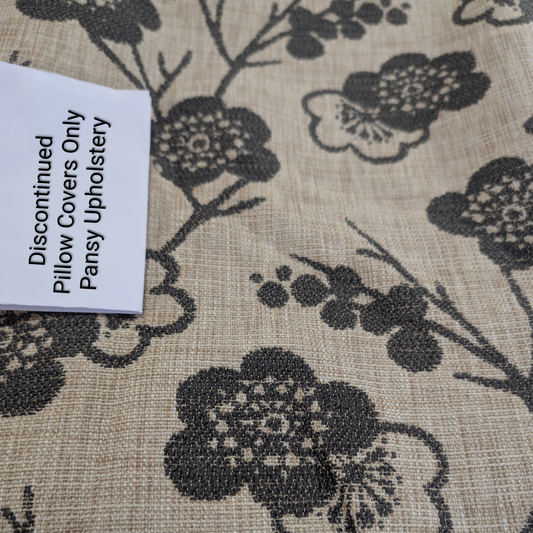 Discontinued
Pillow Covers Only
Pansy Upholstery